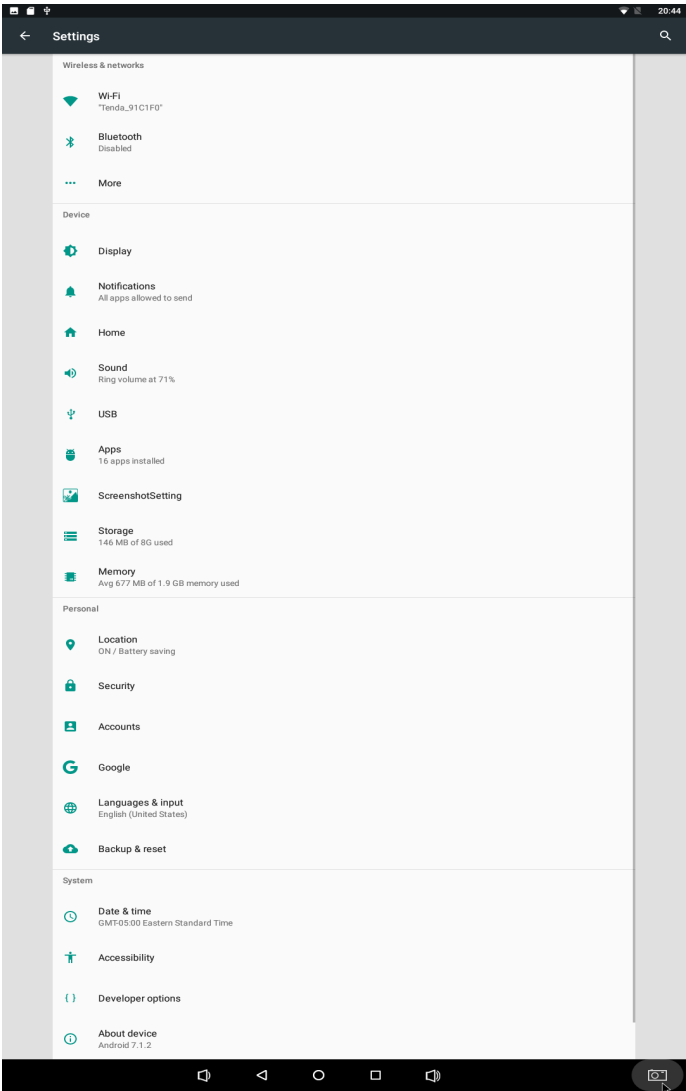 20:44
Settings
Wireless & networks
Wi-Fi
"Tenda_91C1F0"
Bluetooth
Disabled
More
Device
Display
Notifications
All apps allowed to send
Home
Sound
Ring volume at 71%
USB
Apps
16 apps installed
ScreenshotSetting
Storage
146 MB of 8G used
Memory
Avg 677 MB of 1.9 GB memory used
Personal
Location
ON / Battery saving
Security
Accounts
Google
Languages & input
English (United States)
Backup & reset
System
Date & time
GMT-05:00 Eastern Standard Time
Accessibility
Developer options
About device
Android 7.1.2